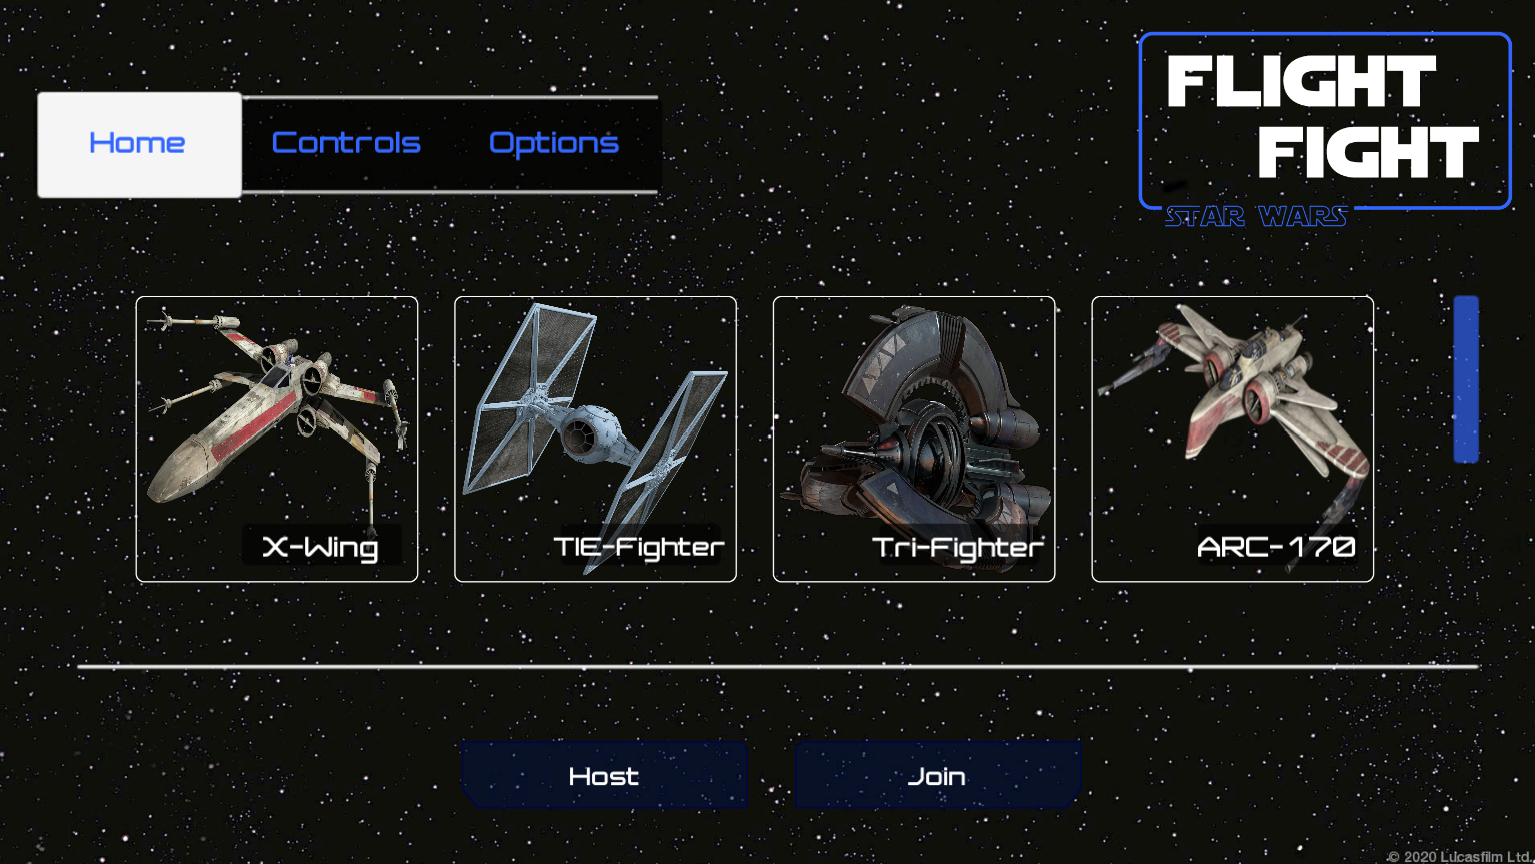 FLIGHT
FIGHT
STAR WARS
Home
Controls
Options
X-Wing
TIE-Fighter
Tri-Fighter
ARC-170
Host
Join
© 2020 Lucasfilm Ltd.